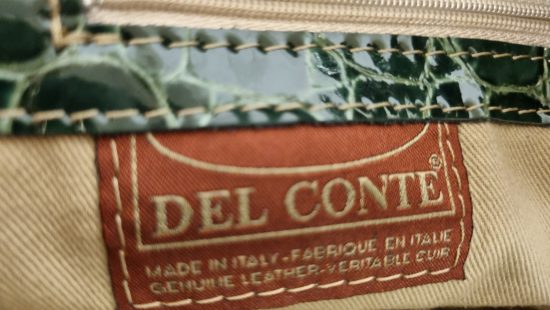 DEL CONTE®
MADE IN ITALY-FABRIQUE EN ITALIE
GENUINE LEATHER-VERITABLE CUIR